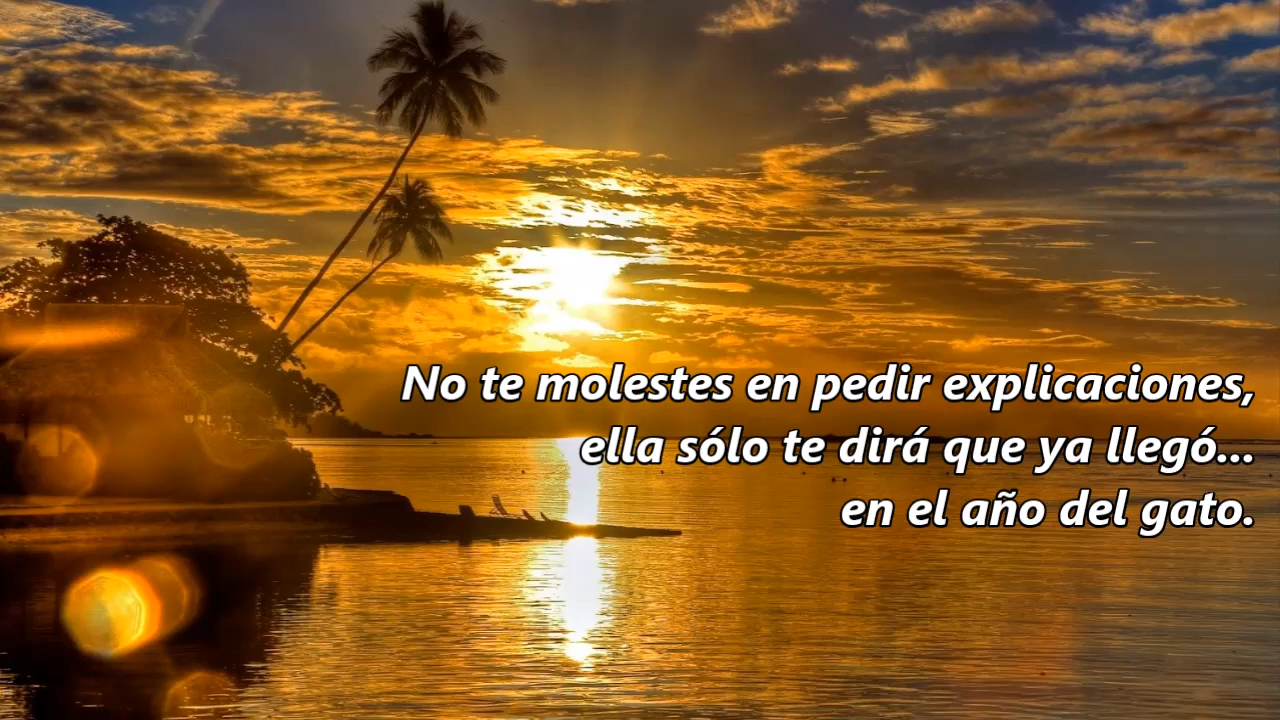 No te molestes en pedir explicaciones,
ella sólo te dirá que ya llegó...
en el año del gato.